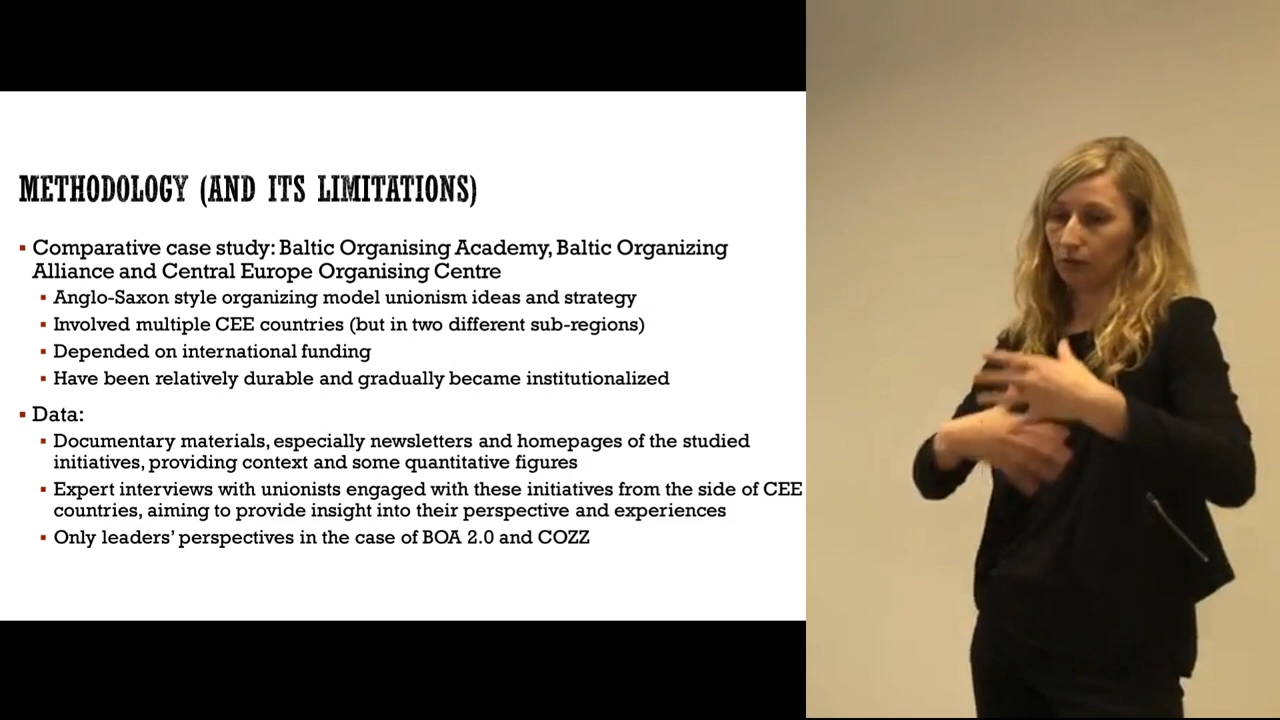 METHODOLOGY (AND ITS LIMITATIONS)
▪ Comparative case study: Baltic Organising Academy, Baltic Organizing
Alliance and Central Europe Organising Centre
▪ Anglo-Saxon style organizing model unionism ideas and strategy
▪ Involved multiple CEE countries (but in two different sub-regions)
▪ Depended on international funding
▪ Have been relatively durable and gradually became institutionalized
▪ Data:
▪ Documentary materials, especially newsletters and homepages of the studied
initiatives, providing context and some quantitative figures
▪ Expert interviews with unionists engaged with these initiatives from the side of CEE
countries, aiming to provide insight into their perspective and experiences
▪ Only leaders’ perspectives in the case of BOA 2.0 and COZZ